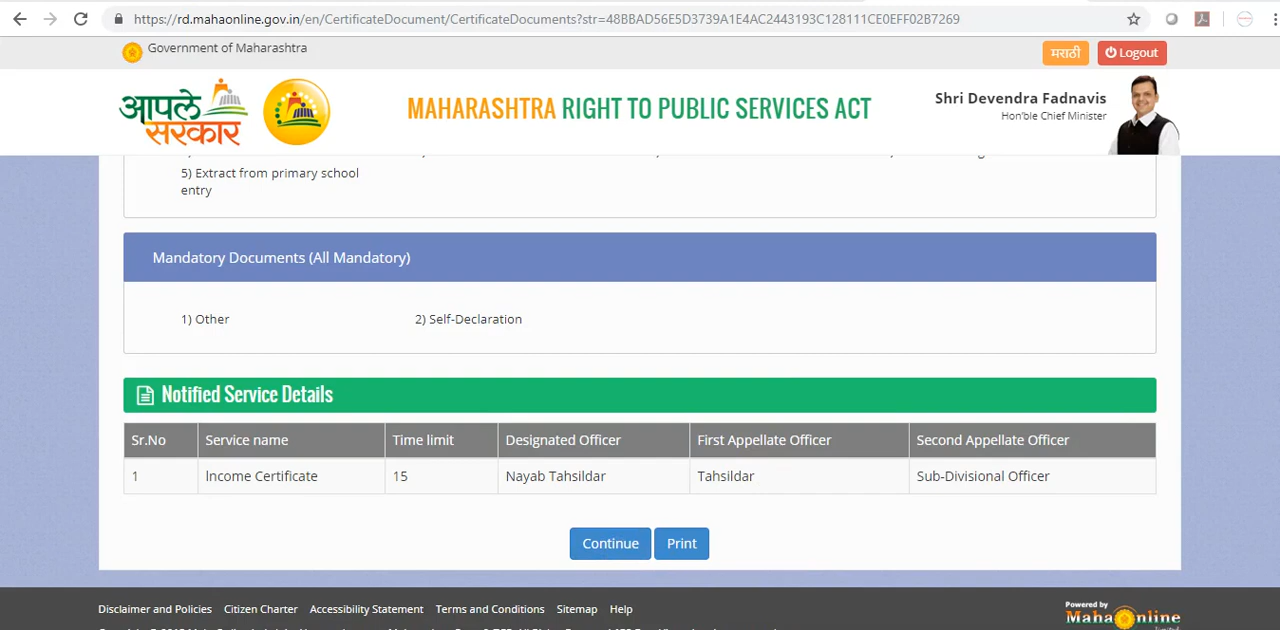 https://rd.mahaonline.gov.in/en/CertificateDocument/CertificateDocuments?str=48BBAD56E5D3739A1E4AC2443193C128111CE0EFF02B7269
Government of Maharashtra
मराठी
Logout
आपले
सरकार
MAHARASHTRA RIGHT TO PUBLIC SERVICES ACT
Shri Devendra Fadnavis
Hon'ble Chief Minister
5) Extract from primary school
entry
Mandatory Documents (All Mandatory)
1) Other 2) Self-Declaration
Notified Service Details
Sr.No Service name Time limit Designated Officer First Appellate Officer Second Appellate Officer
1 Income Certificate 15 Nayab Tahsildar Tahsildar Sub-Divisional Officer
Continue Print
Disclaimer and Policies Citizen Charter Accessibility Statement Terms and Conditions Sitemap Help
Powered by
MahaOnline